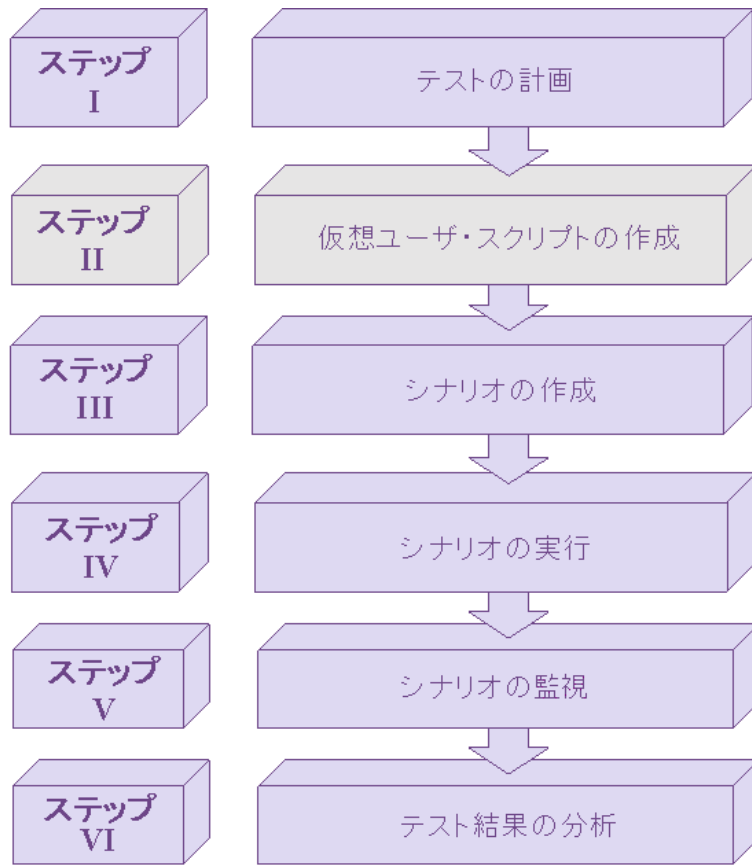 ステップ
I
テストの計画
ステップ
II
仮想ユーザ・スクリプトの作成
ステップ
III
シナリオの作成
ステップ
IV
シナリオの実行
ステップ
V
シナリオの監視
ステップ
VI
テスト結果の分析